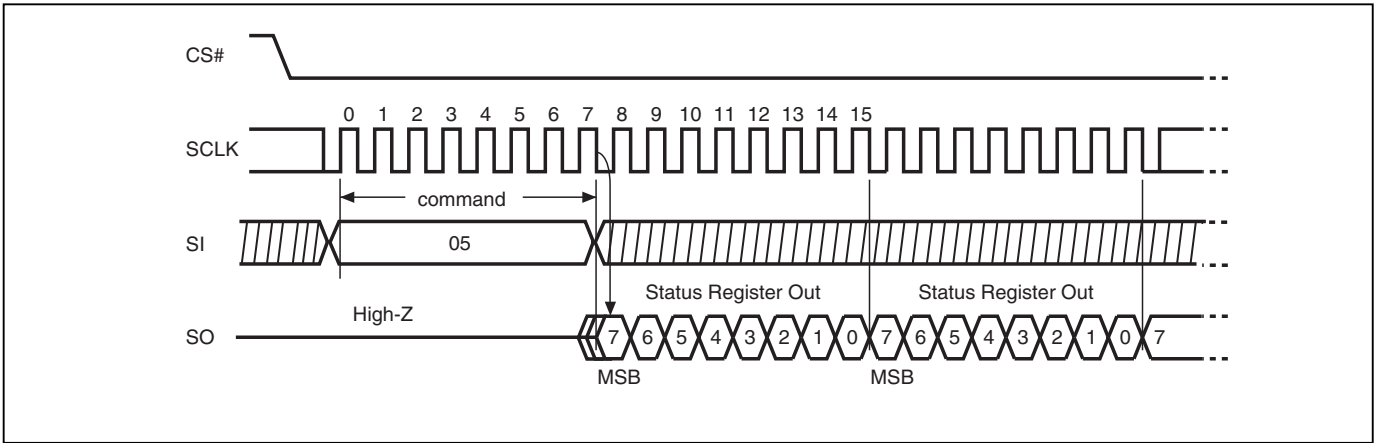 CS#
0 1 2 3 4 5 6 7 8 9 10 11 12 13 14 15
SCLK
command
SI
05
Status Register Out Status Register Out
High-Z
SO
7 6 5 4 3 2 1 0 7 6 5 4 3 2 1 0 7
MSB MSB